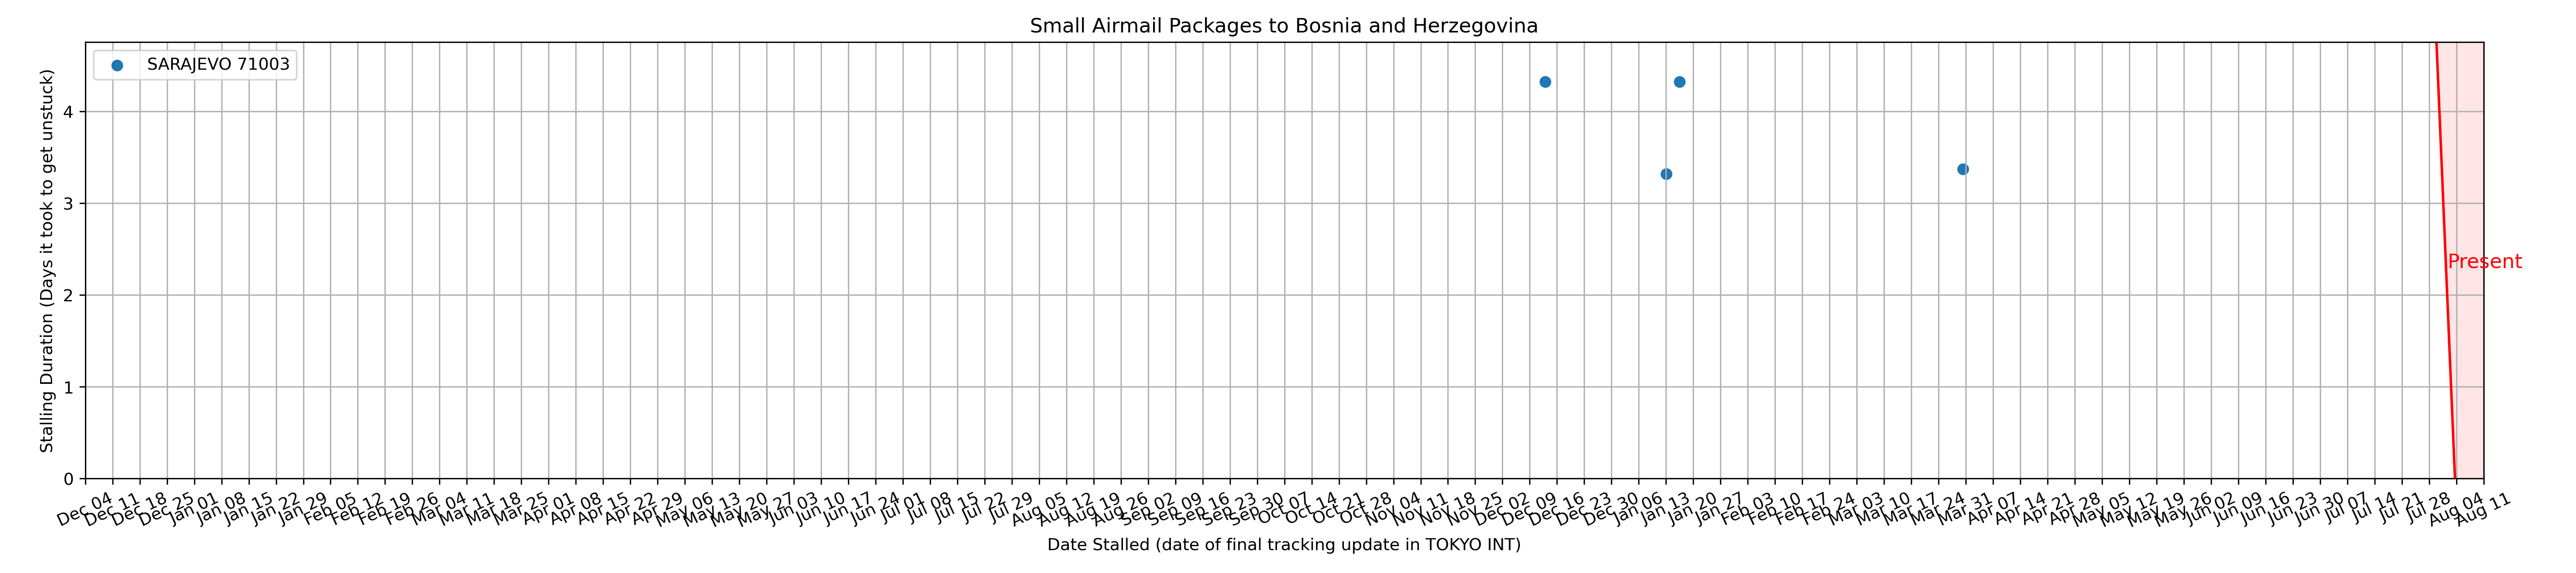 Small Airmail Packages to Bosnia and Herzegovina
SARAJEVO 71003
Stalling Duration (Days it took to get unstuck)
4
3
2
1
0
Present
Dec 04 Dec 11 Dec 18 Dec 25 Jan 01 Jan 08 Jan 15 Jan 22 Jan 29 Feb 05 Feb 12 Feb 19 Feb 26 Mar 04 Mar 11 Mar 18 Mar 25 Apr 01 Apr 08 Apr 15 Apr 22 Apr 29 May 06 May 13 May 20 May 27 Jun 03 Jun 10 Jun 17 Jun 24 Jul 01 Jul 08 Jul 15 Jul 22 Jul 29 Aug 05 Aug 12 Aug 19 Aug 26 Sep 02 Sep 09 Sep 16 Sep 23 Sep 30 Oct 07 Oct 14 Oct 21 Oct 28 Nov 04 Nov 11 Nov 18 Nov 25 Dec 02 Dec 09 Dec 16 Dec 23 Dec 30 Jan 06 Jan 13 Jan 20 Jan 27 Feb 03 Feb 10 Feb 17 Feb 24 Mar 03 Mar 10 Mar 17 Mar 24 Mar 31 Apr 07 Apr 14 Apr 21 Apr 28 May 05 May 12 May 19 May 26 Jun 02 Jun 09 Jun 16 Jun 23 Jun 30 Jul 07 Jul 14 Jul 21 Jul 28 Aug 04 Aug 11
Date Stalled (date of final tracking update in TOKYO INT)